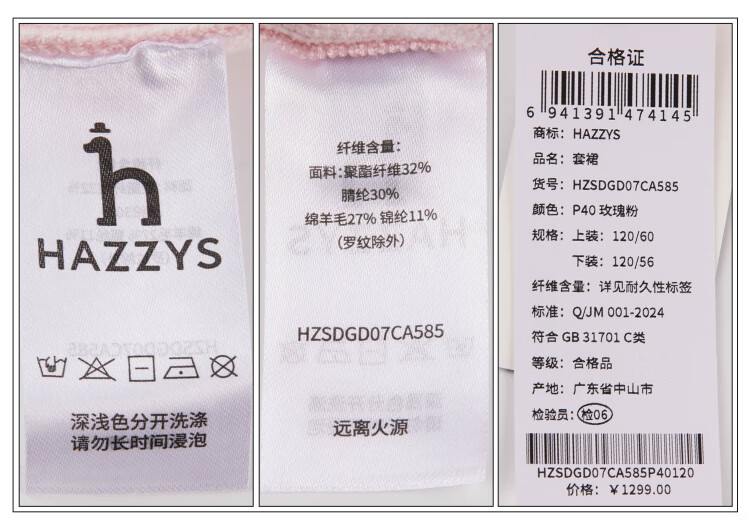 HAZZYS
深浅色分开洗涤
请勿长时间浸泡
纤维含量：
面料：聚酯纤维32%
腈纶30%
绵羊毛27% 锦纶11%
（罗纹除外）
HZSDGD07CA585
远离火源
合格证
6 941391 474145
商标：HAZZYS
品名：套裙
货号：HZSDGD07CA585
颜色：P40 玫瑰粉
规格：上装：120/60
下装：120/56
纤维含量：详见耐久性标签
标准：Q/JM 001-2024
符合 GB 31701 C类
等级：合格品
产地：广东省中山市
检验员：检06
HZSDGD07CA585P40120
价格：￥1299.00